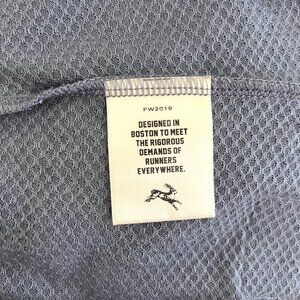 FW2019
DESIGNED IN
BOSTON TO MEET
THE RIGOROUS
DEMANDS OF
RUNNERS
EVERYWHERE.